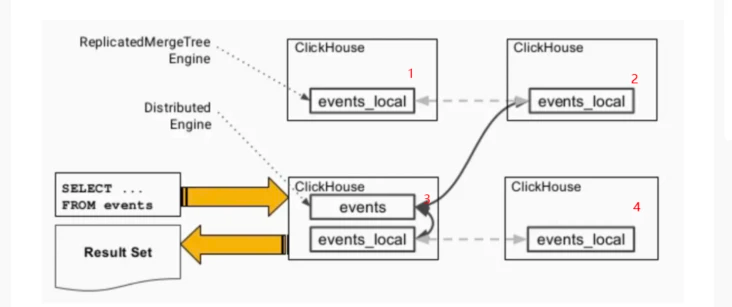 ReplicatedMergeTree
Engine
ClickHouse
1
events_local
ClickHouse
2
events_local
Distributed
Engine
SELECT ...
FROM events
ClickHouse
3
events
events_local
ClickHouse
4
events_local
Result Set